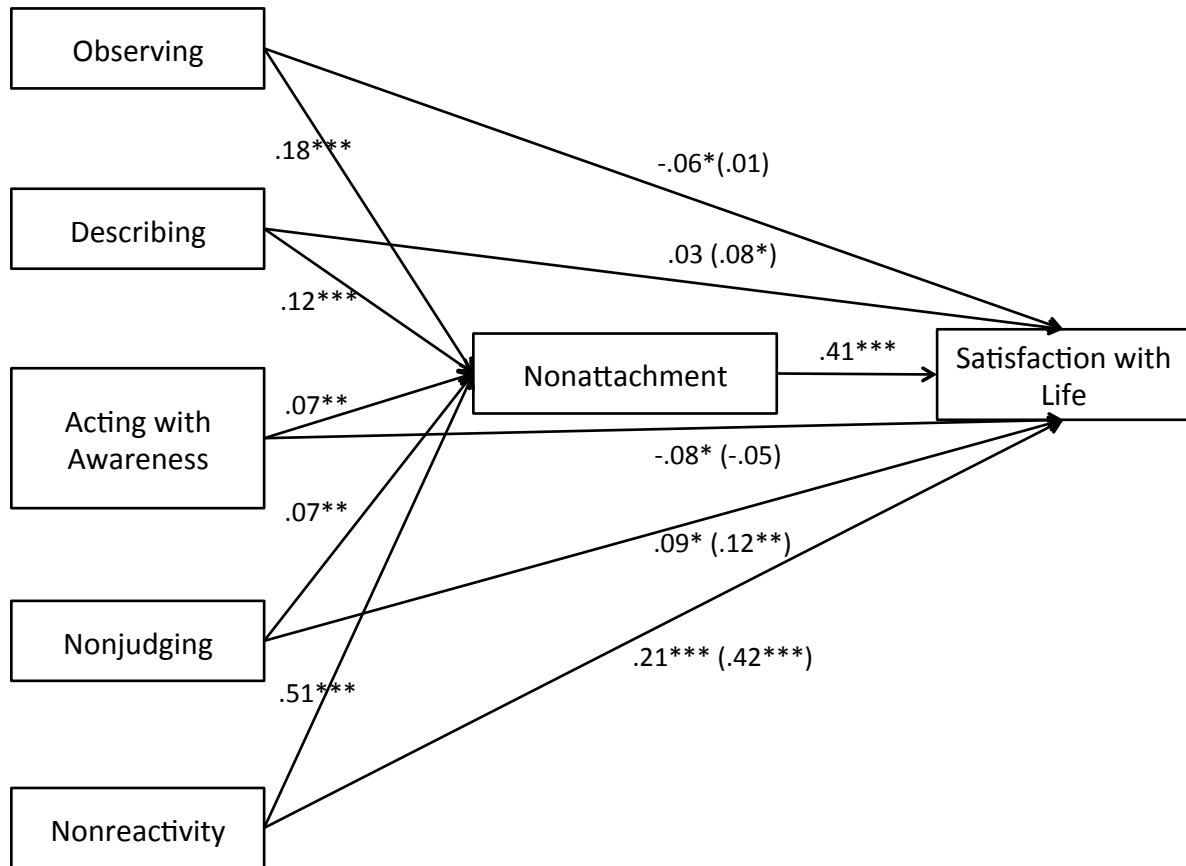 Observing
.18***
-.06*(.01)
Describing
.03 (.08*)
.12***
Nonattachment
.41***
Satisfaction with
Life
Acting with
Awareness
.07**
-.08* (-.05)
.07**
.09* (.12**)
Nonjudging
.21*** (.42***)
.51***
Nonreactivity